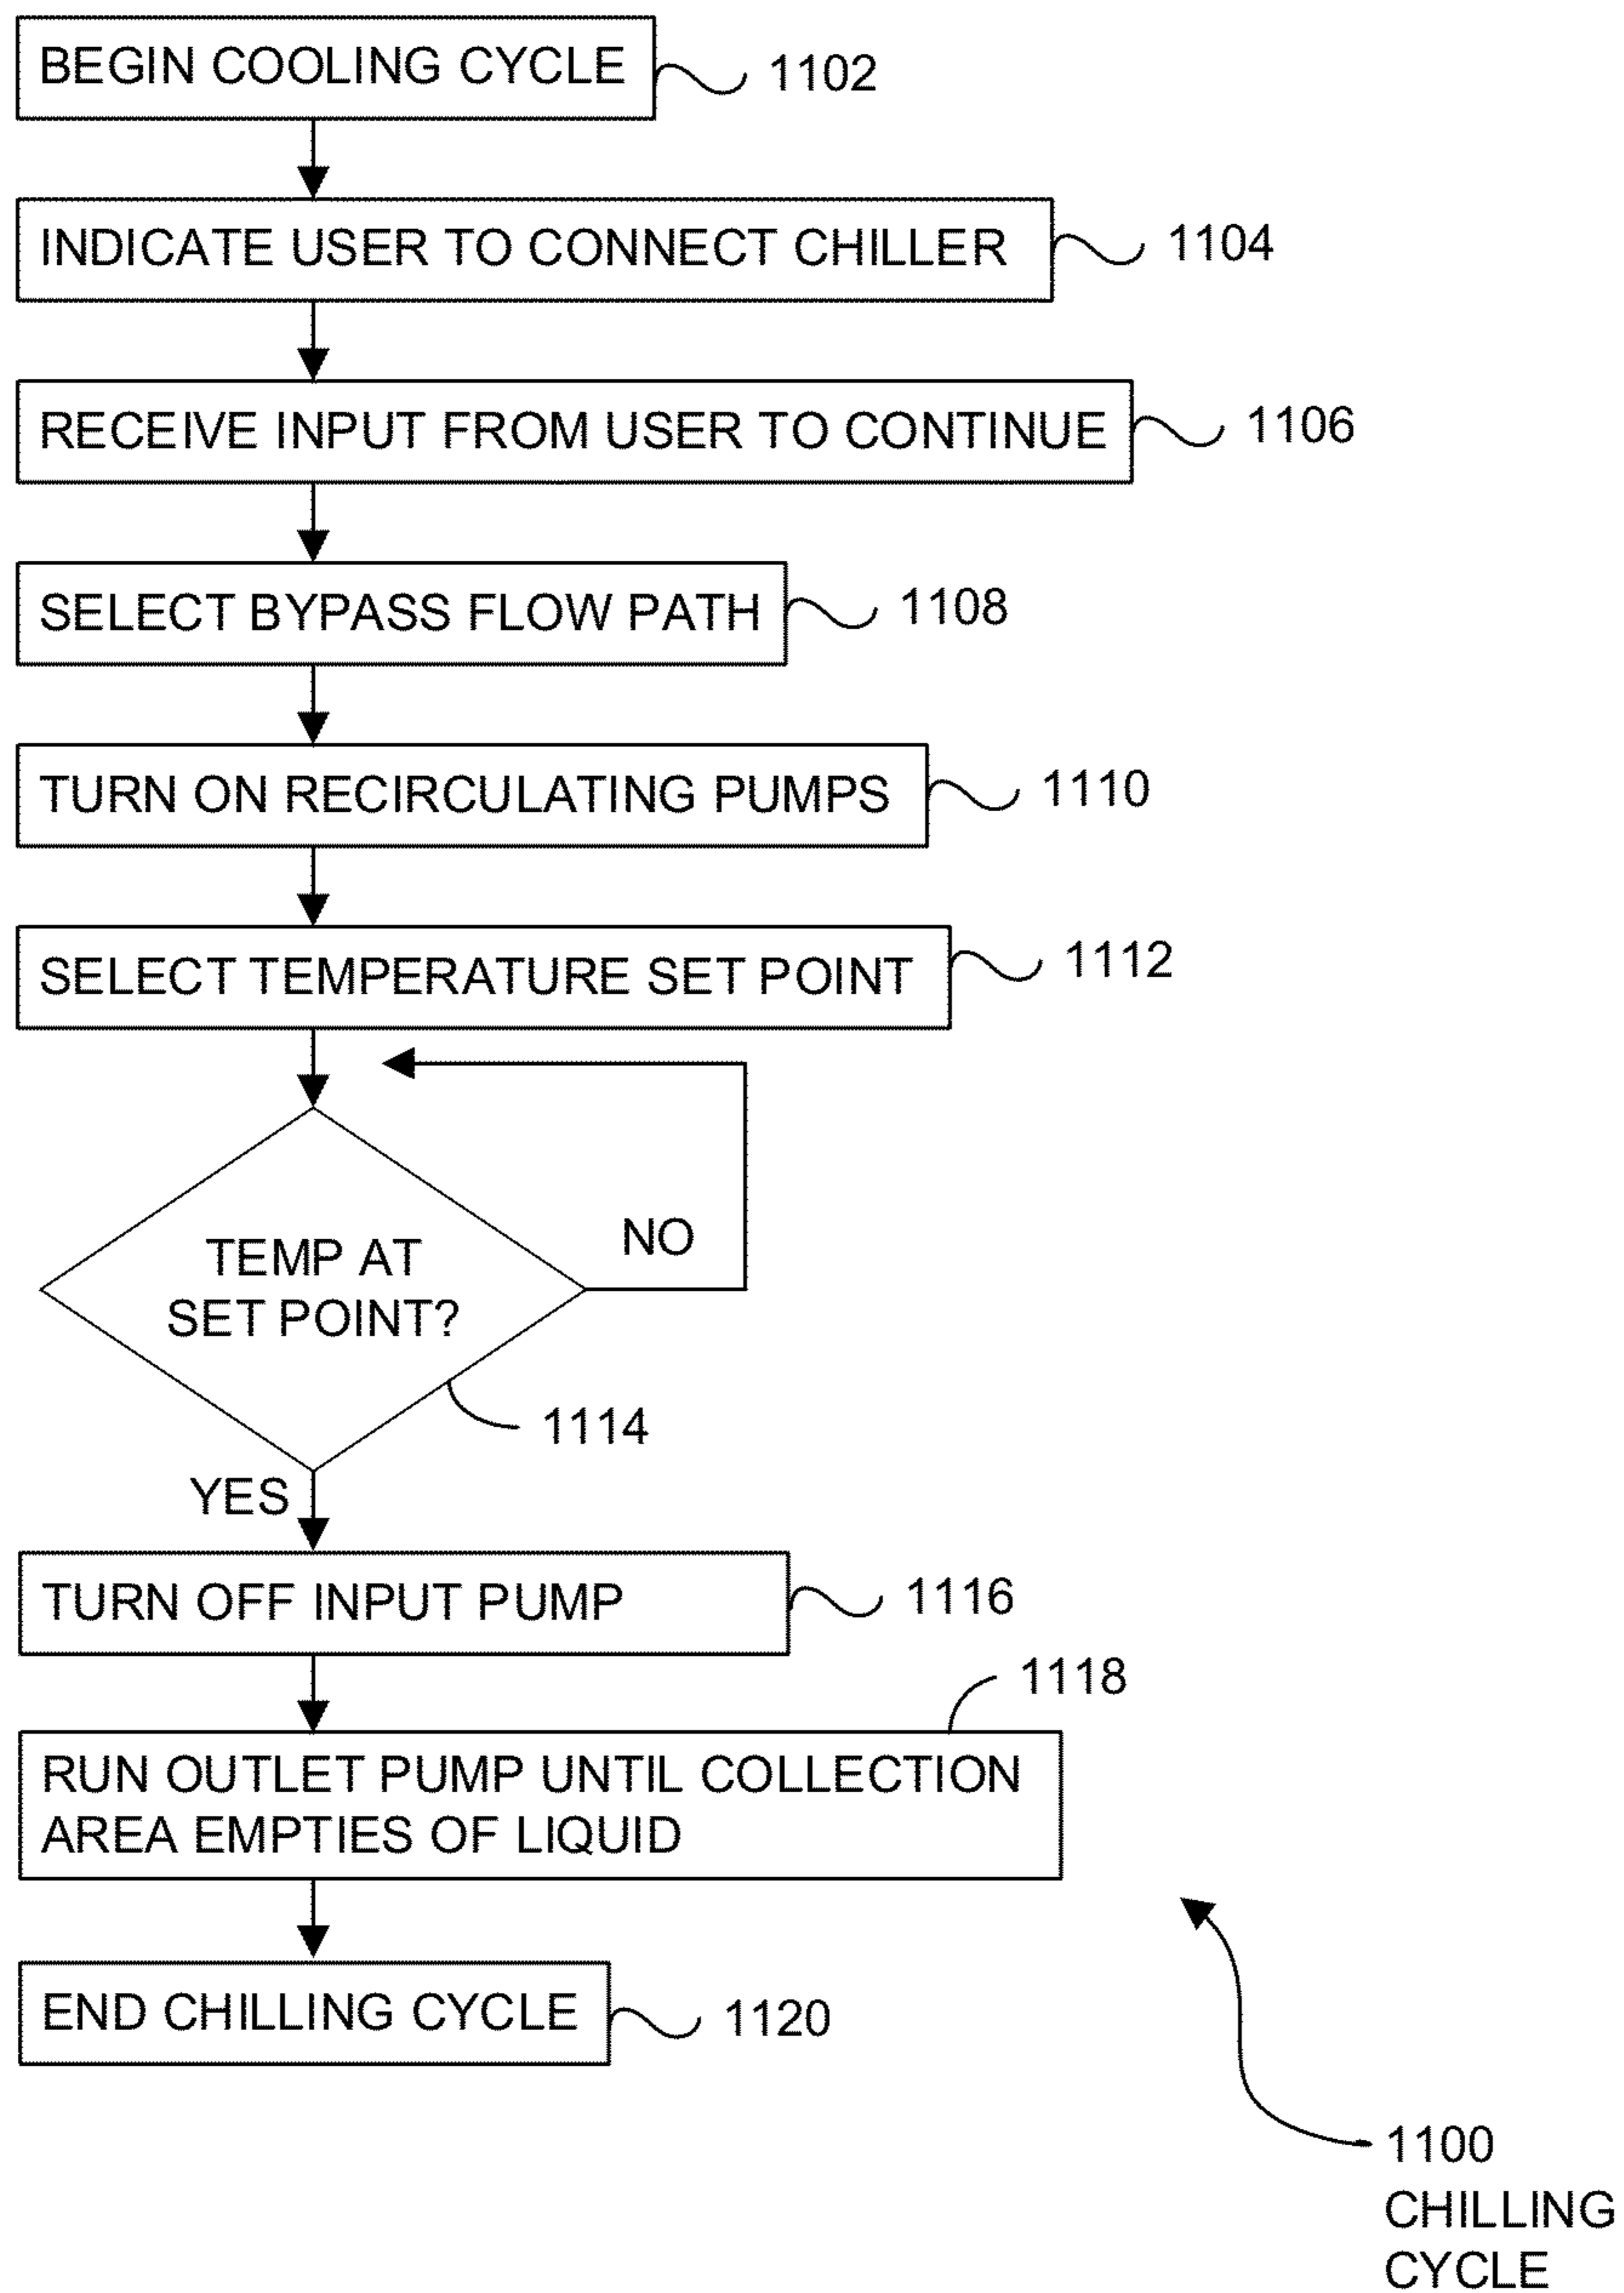 BEGIN COOLING CYCLE
1102
INDICATE USER TO CONNECT CHILLER
1104
RECEIVE INPUT FROM USER TO CONTINUE
1106
SELECT BYPASS FLOW PATH
1108
TURN ON RECIRCULATING PUMPS
1110
SELECT TEMPERATURE SET POINT
1112
TEMP AT
SET POINT?
NO
1114
YES
TURN OFF INPUT PUMP
1116
1118
RUN OUTLET PUMP UNTIL COLLECTION
AREA EMPTIES OF LIQUID
END CHILLING CYCLE
1120
1100
CHILLING
CYCLE